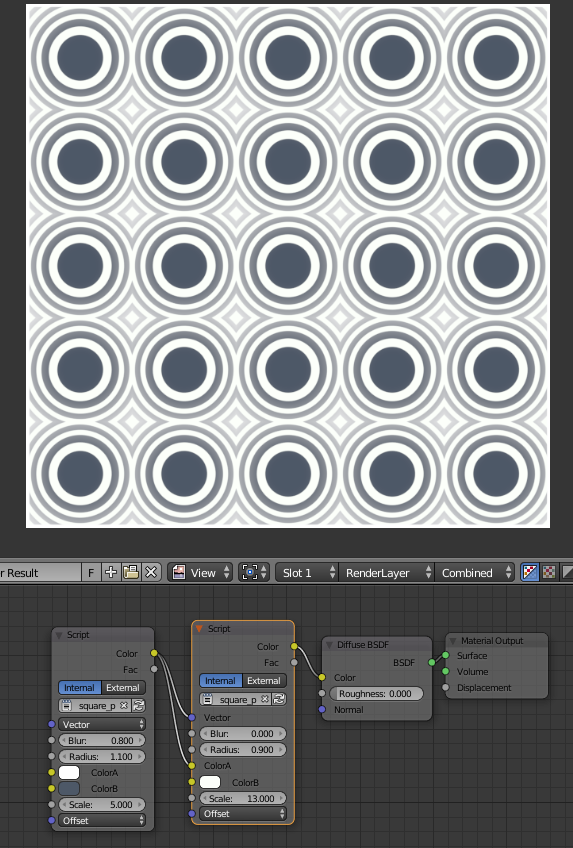 r Result F View Slot 1 RenderLayer Combined
Script
Color
Fac
Internal External
square_p
Vector
Blur: 0.800
Radius: 1.100
ColorA
ColorB
Scale: 5.000
Offset
Script
Color
Fac
Internal External
square_p
Vector
Blur: 0.000
Radius: 0.900
ColorA
ColorB
Scale: 13.000
Offset
Diffuse BSDF
BSDF
Color
Roughness: 0.000
Normal
Material Output
Surface
Volume
Displacement